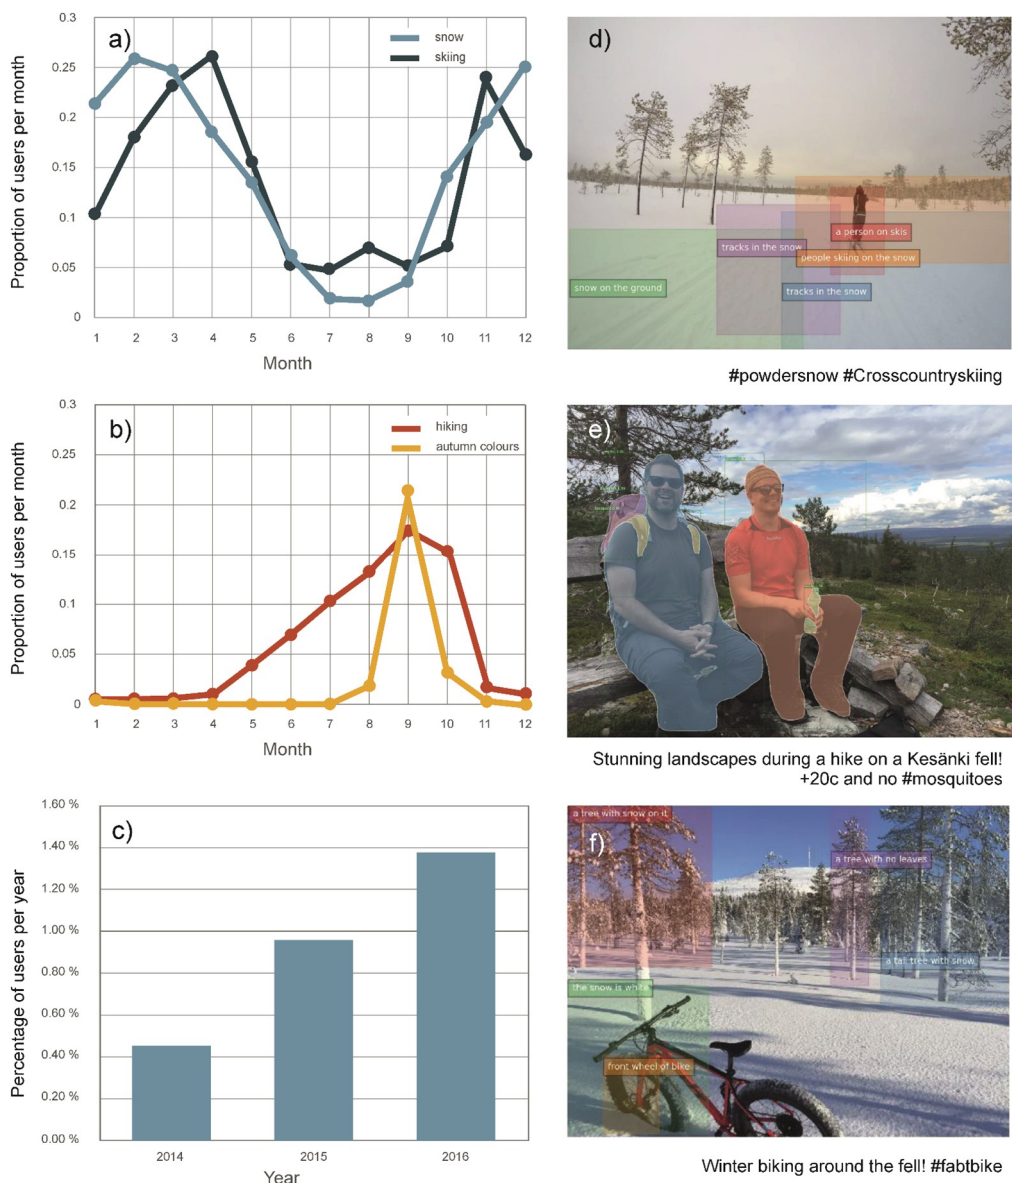 a)
0.3
0.25
0.2
0.15
0.1
0.05
0
Proportion of users per month
snow
skiing
1 2 3 4 5 6 7 8 9 10 11 12
Month
b)
0.3
0.25
0.2
0.15
0.1
0.05
0
Proportion of users per month
hiking
autumn colours
1 2 3 4 5 6 7 8 9 10 11 12
Month
c)
1.60 %
1.40 %
1.20 %
1.00 %
0.80 %
0.60 %
0.40 %
0.20 %
0.00 %
Percentage of users per year
2014 2015 2016
Year
d)
a person on skis
tracks in the snow
people skiing on the snow
snow on the ground
tracks in the snow
#powdersnow #Crosscountryskiing
e)
Stunning landscapes during a hike on a Kesänki fell!
+20c and no #mosquitoes
f)
a tree with snow on it
a tree with no leaves
a tall tree with snow
the snow is white
front wheel of bike
Winter biking around the fell! #fabtbike